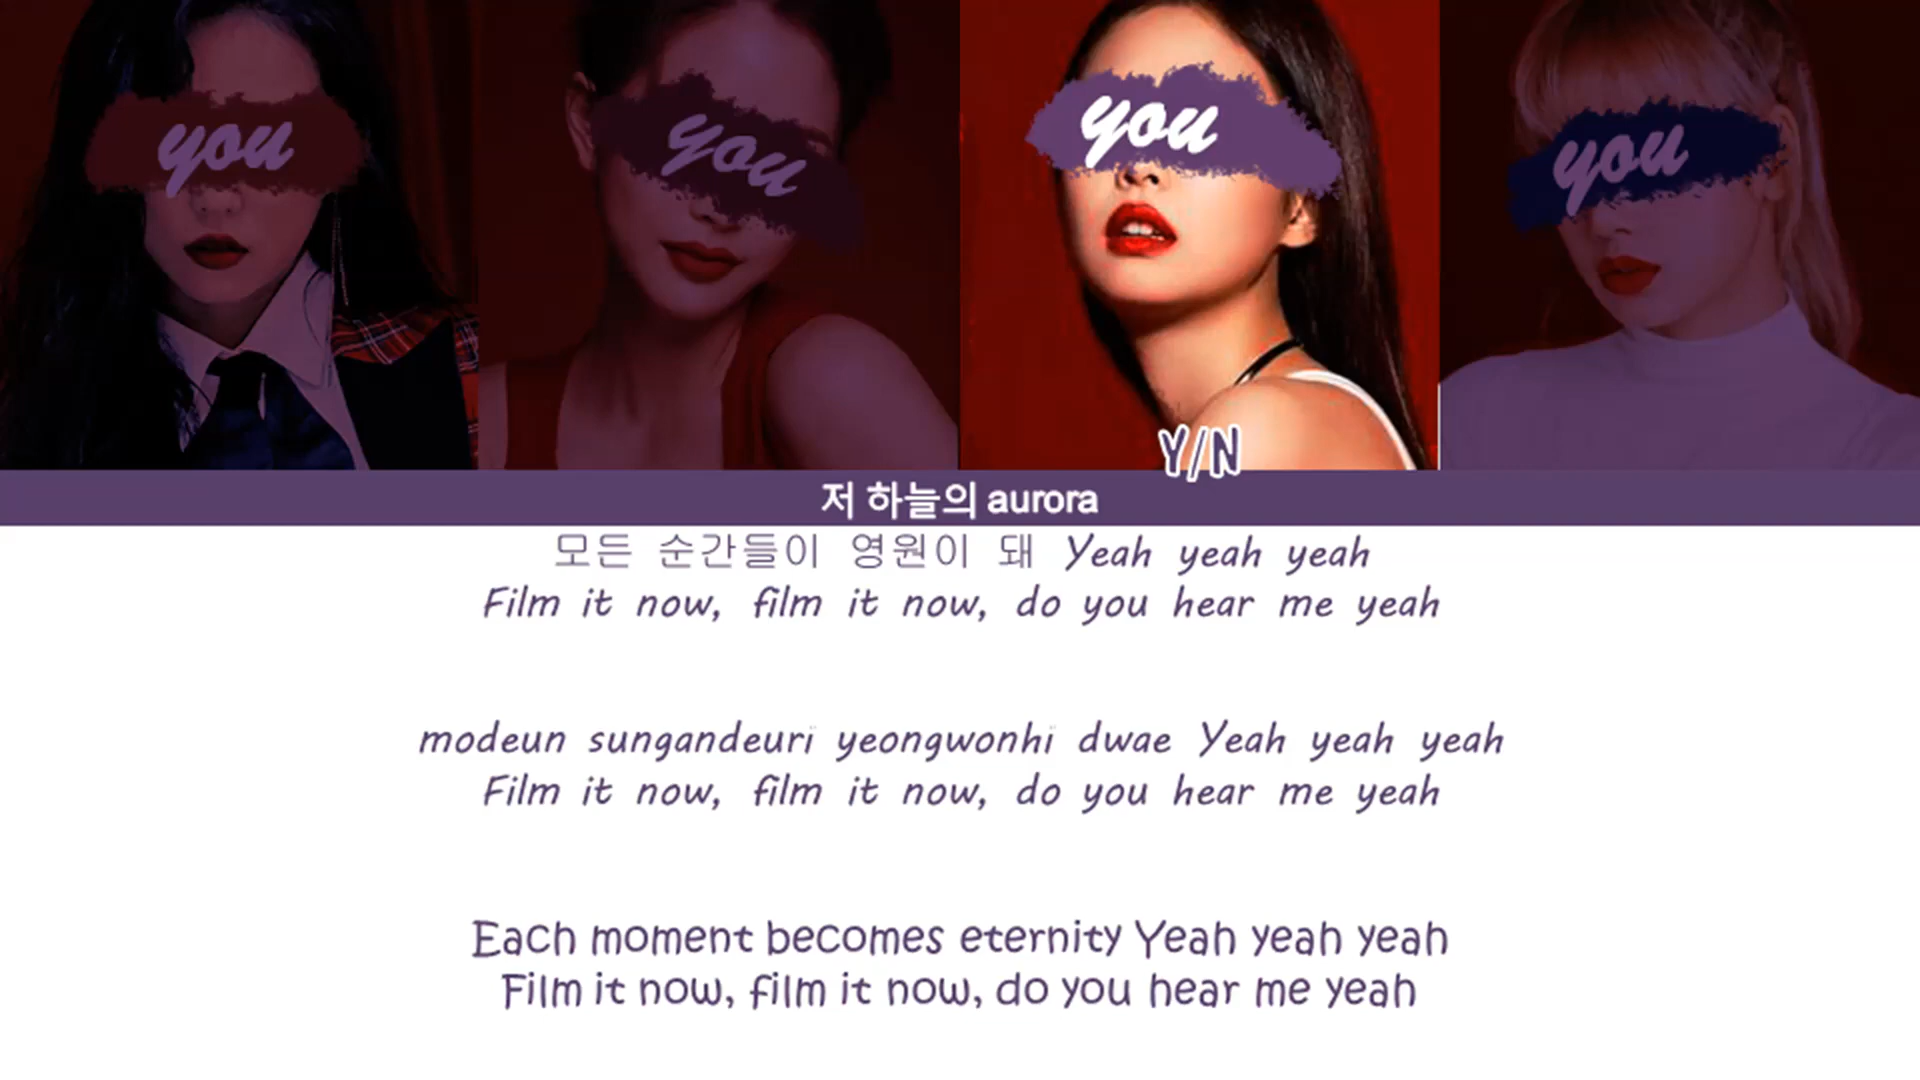 you
you
you
you
Y/N
저 하늘의 aurora
모든 순간들이 영원이 돼 Yeah yeah yeah
Film it now, film it now, do you hear me yeah
modeun sungandeuri yeongwonhi dwae Yeah yeah yeah
Film it now, film it now, do you hear me yeah
Each moment becomes eternity Yeah yeah yeah
Film it now, film it now, do you hear me yeah